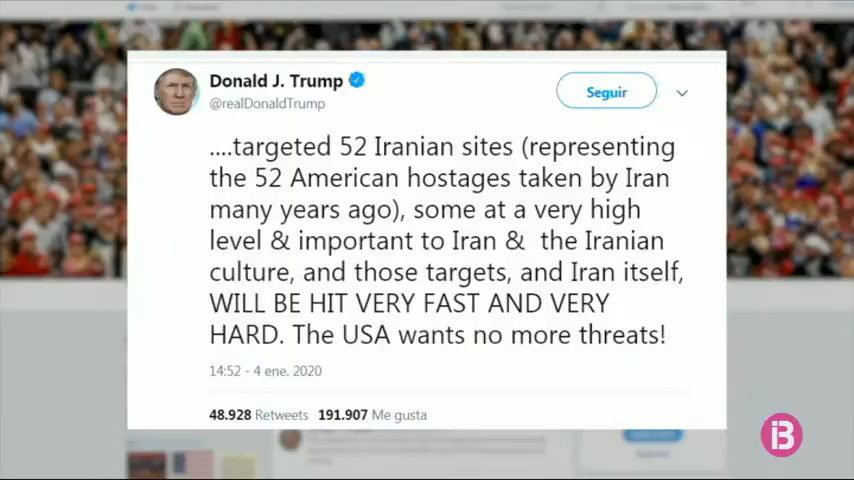 Donald J. Trump
@realDonaldTrump
Seguir
....targeted 52 Iranian sites (representing
the 52 American hostages taken by Iran
many years ago), some at a very high
level & important to Iran & the Iranian
culture, and those targets, and Iran itself,
WILL BE HIT VERY FAST AND VERY
HARD. The USA wants no more threats!
14:52 - 4 ene. 2020
48.928 Retweets 191.907 Me gusta
IB